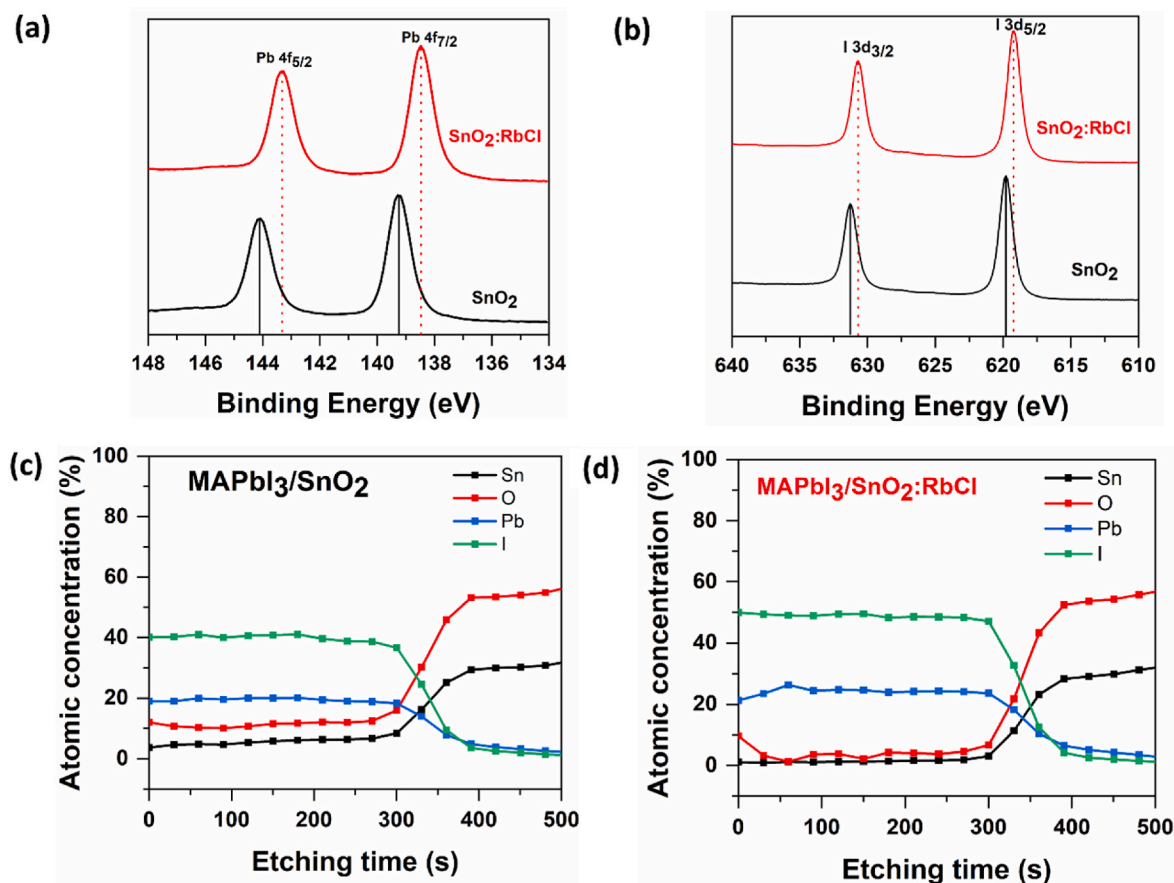 (a)
Pb 4f5/2
Pb 4f7/2
SnO2:RbCl
SnO2
148 146 144 142 140 138 136 134
Binding Energy (eV)
(b)
I 3d3/2
I 3d5/2
SnO2:RbCl
SnO2
640 635 630 625 620 615 610
Binding Energy (eV)
(c)
MAPbI3/SnO2
Sn
O
Pb
I
100
80
60
40
20
0
Atomic concentration (%)
0 100 200 300 400 500
Etching time (s)
(d)
MAPbI3/SnO2:RbCl
Sn
O
Pb
I
100
80
60
40
20
0
Atomic concentration (%)
0 100 200 300 400 500
Etching time (s)